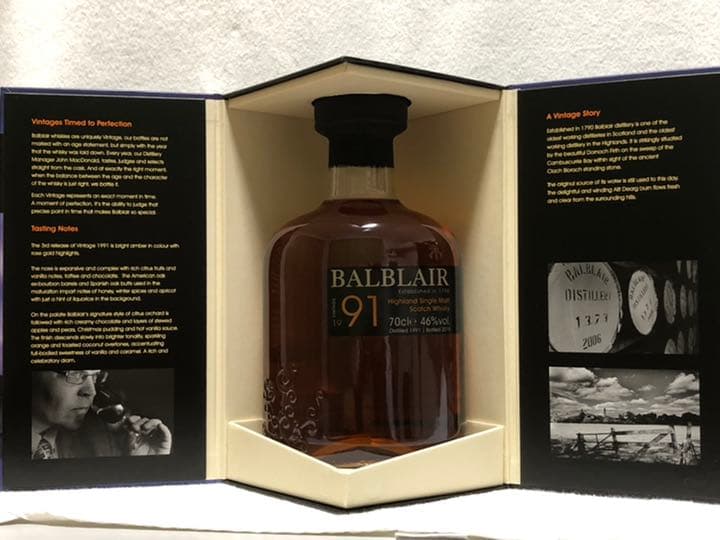 Vintages Timed to Perfection
Balblair whiskies are uniquely Vintage, our bottles are not
marked with an age statement, but simply with the year
that the whisky was laid down. Every year, our Distillery
Manager John MacDonald, tastes, judges and selects
straight from the cask. And at exactly the right moment,
when the balance between the age and the character
of the whisky is just right, we bottle it.
Each Vintage represents an exact moment in time.
A moment of perfection. It's the ability to judge that
precise point in time that makes Balblair so special.
Tasting Notes
The 3rd release of Vintage 1991 is bright amber in colour with
rose gold highlights.
The nose is expansive and complex with rich citrus fruits and
vanilla notes, toffee and chocolate. The American oak
ex-bourbon barrels and Spanish oak butts used in the
maturation impart notes of honey, winter spices and apricot
with just a hint of liquorice in the background.
On the palate Balblair's signature style of citrus orchard is
followed with rich creamy chocolate and layers of stewed
apples and pears, Christmas pudding and hot vanilla sauce.
The finish descends slowly into brighter tonality, sparkling
orange and toasted coconut overtones, accentuating
full-bodied sweetness of vanilla and caramel. A rich and
celebratory dram.
BALBLAIR
Established in 1790
VINTAGE
1991
Highland Single Malt
Scotch Whisky
70cl e 46%vol
Distilled 1991 | Bottled
A Vintage Story
Established in 1790 Balblair distillery is one of the
oldest working distilleries in Scotland and the oldest
working distillery in the Highlands. It is strikingly situated
by the beautiful Dornoch Firth on the sweep of the
Cambuscurrie Bay within sight of the ancient
Clach Biorach standing stone.
The original source of its water is still used to this day.
The delightful and winding Allt Dearg burn flows fresh
and clear from the surrounding hills.
BALBLAIR
DISTILLERY
1373
2006